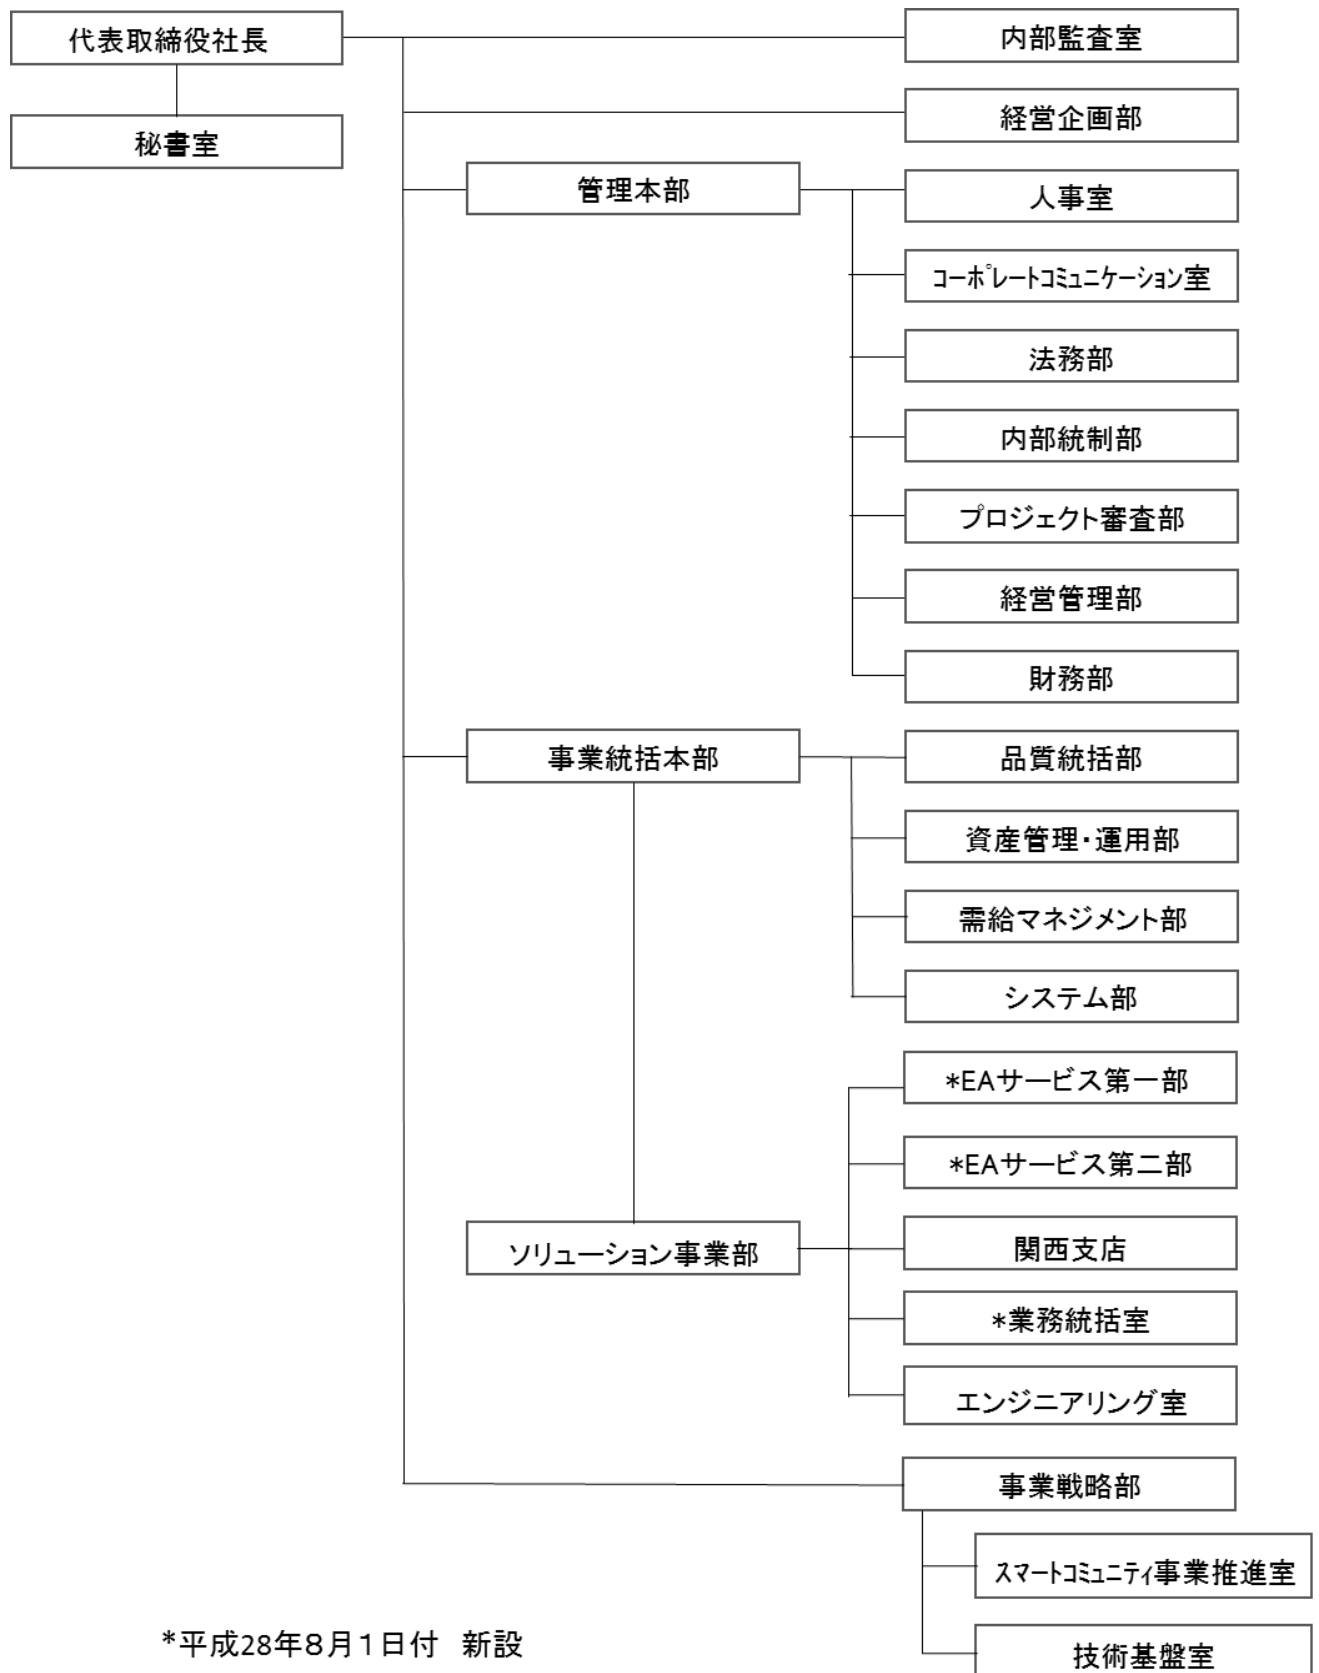 代表取締役社長
秘書室
内部監査室
経営企画部
管理本部
人事室
コーポレートコミュニケーション室
法務部
内部統制部
プロジェクト審査部
経営管理部
財務部
事業統括本部
品質統括部
資産管理・運用部
需給マネジメント部
システム部
ソリューション事業部
*EAサービス第一部
*EAサービス第二部
関西支店
*業務統括室
エンジニアリング室
事業戦略部
スマートコミュニティ事業推進室
技術基盤室
*平成28年8月1日付　新設